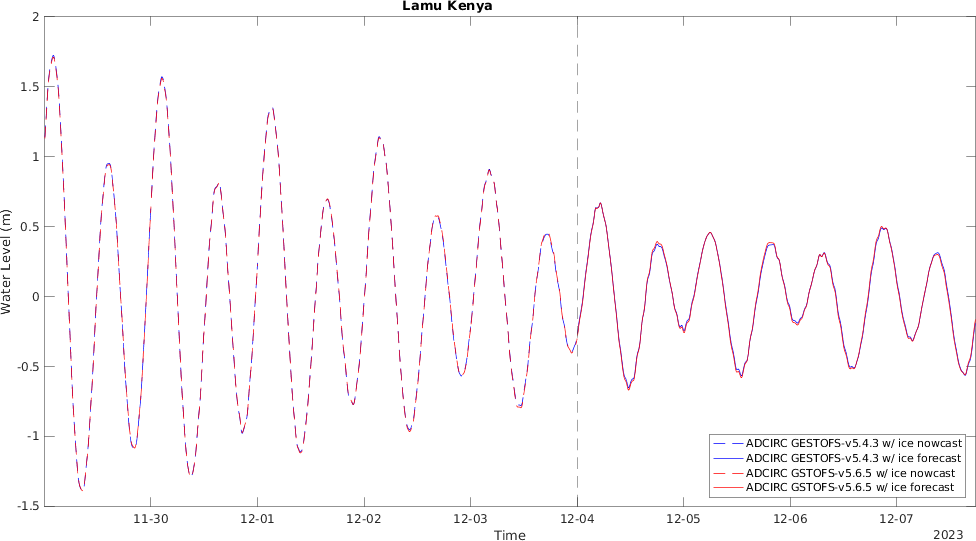 Lamu Kenya
2
1.5
1
0.5
0
-0.5
-1
-1.5
Water Level (m)
ADCIRC GESTOFS-v5.4.3 w/ ice nowcast
ADCIRC GESTOFS-v5.4.3 w/ ice forecast
ADCIRC GSTOFS-v5.6.5 w/ ice nowcast
ADCIRC GSTOFS-v5.6.5 w/ ice forecast
11-30 12-01 12-02 12-03 12-04 12-05 12-06 12-07
Time
2023